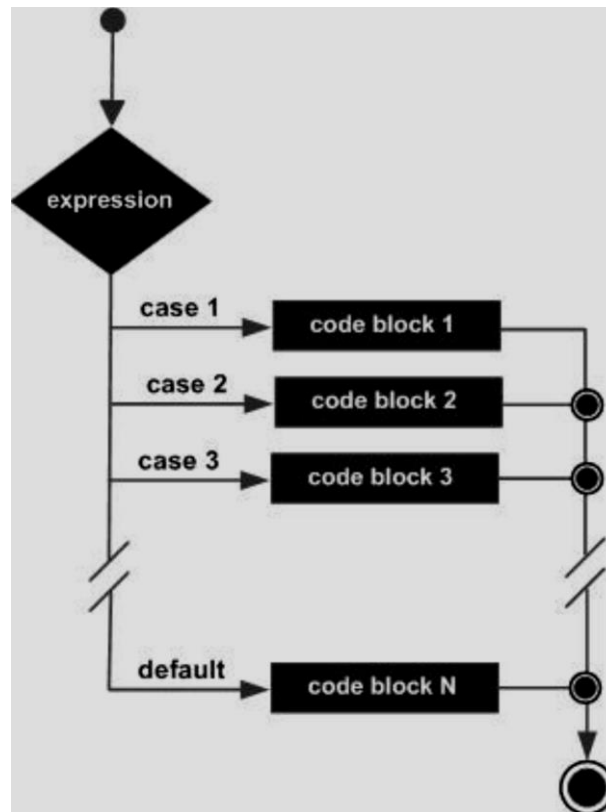 expression
case 1
code block 1
case 2
code block 2
case 3
code block 3
default
code block N